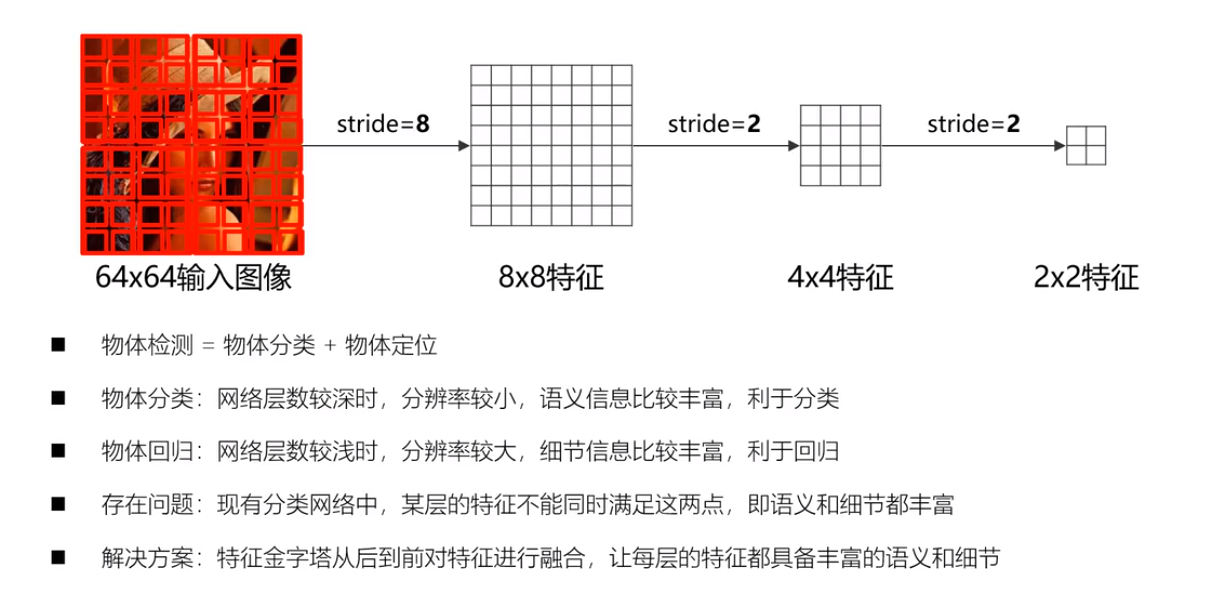 stride=8
stride=2
stride=2
64x64输入图像
8x8特征
4x4特征
2x2特征
物体检测 = 物体分类 + 物体定位
物体分类：网络层数较深时，分辨率较小，语义信息比较丰富，利于分类
物体回归：网络层数较浅时，分辨率较大，细节信息比较丰富，利于回归
存在问题：现有分类网络中，某层的特征不能同时满足这两点，即语义和细节都丰富
解决方案：特征金字塔从后到前对特征进行融合，让每层的特征都具备丰富的语义和细节